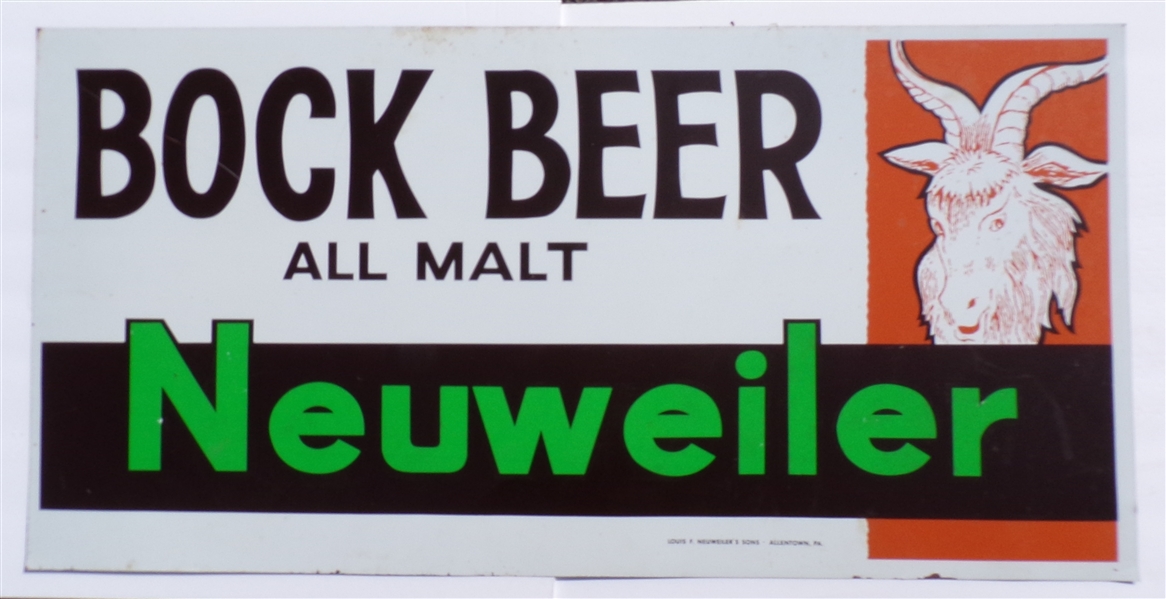 BOCK BEER
ALL MALT
Neuweiler
LOUIS F. NEUWEILER'S SONS · ALLENTOWN, PA.